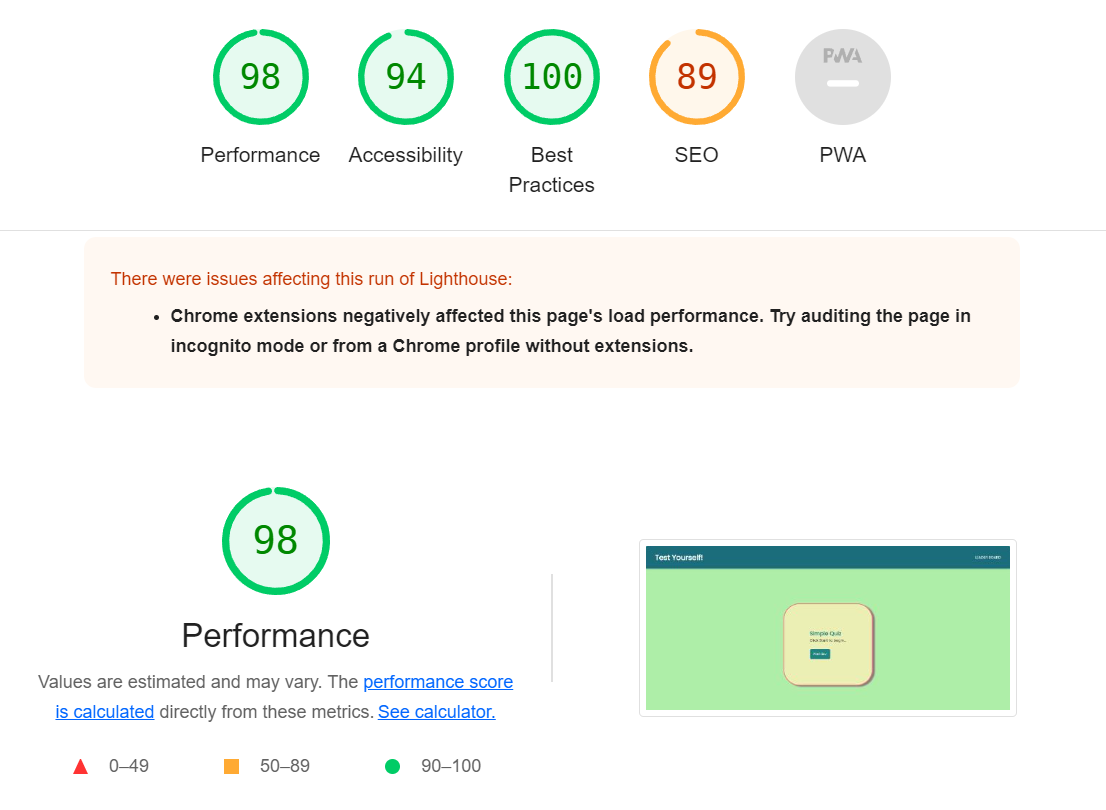 98
94
100
89
PWA
Performance
Accessibility
Best
Practices
SEO
PWA
There were issues affecting this run of Lighthouse:
• Chrome extensions negatively affected this page's load performance. Try auditing the page in
incognito mode or from a Chrome profile without extensions.
98
Performance
Values are estimated and may vary. The performance score
is calculated directly from these metrics. See calculator.
0–49
50–89
90–100
Test Yourself!
Simple Quiz